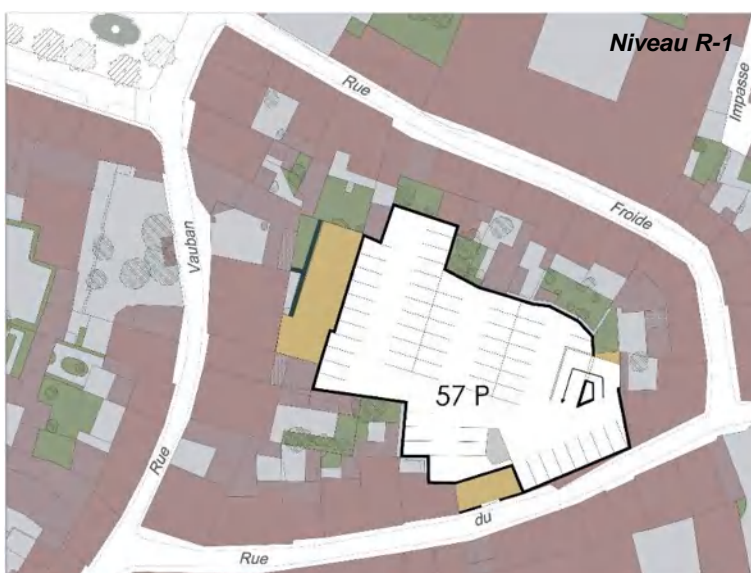 Niveau R-1
Rue
Impasse
Froide
Vauban
57 P
Rue
du
Rue